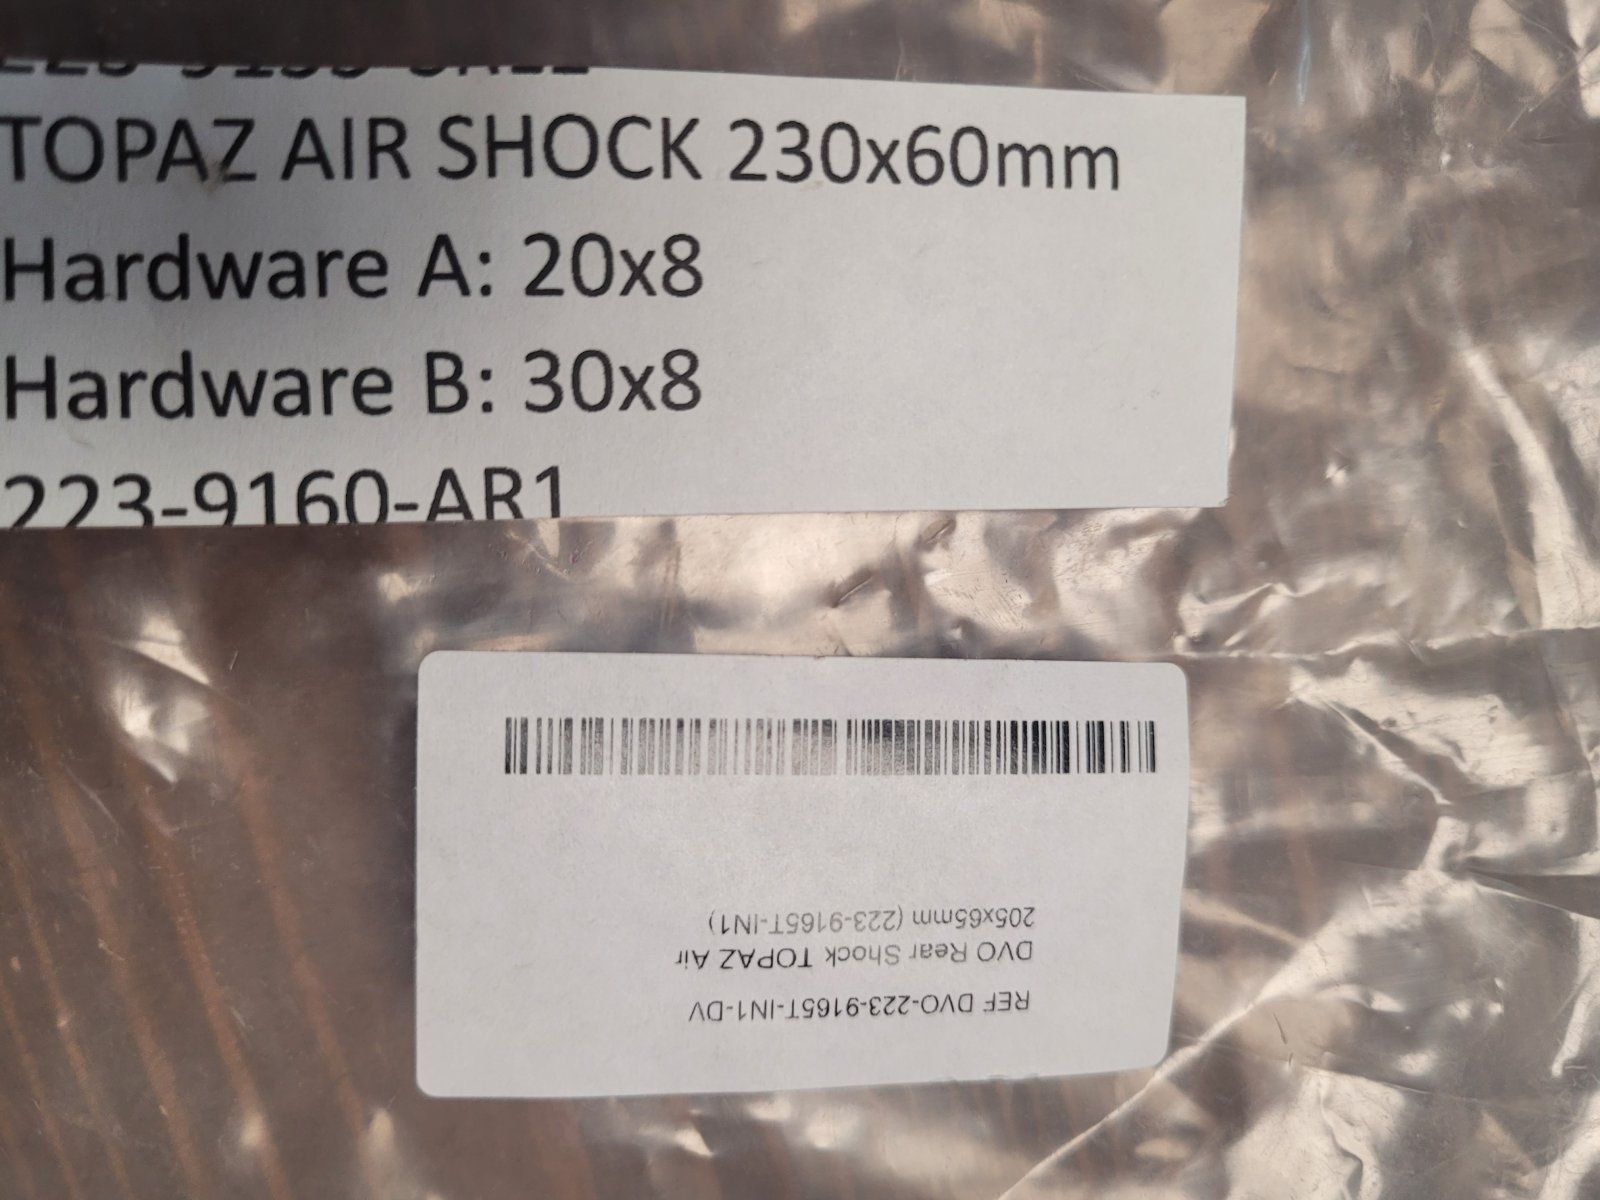 TOPAZ AIR SHOCK 230x60mm
Hardware A: 20x8
Hardware B: 30x8
223-9160-AR1
REF DVO-223-9165T-IN1-DV
DVO Rear Shock TOPAZ Air
205x65mm (223-9165T-IN1)